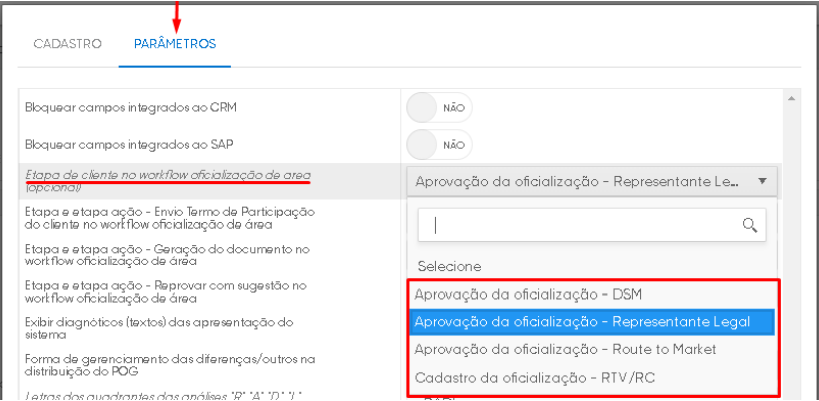 CADASTRO PARÂMETROS
Bloquear campos integrados ao CRM NÃO
Bloquear campos integrados ao SAP NÃO
Etapa de cliente no workflow oficialização de area
(opcional)
Aprovação da oficialização - Representante Le...
Etapa e etapa ação - Envio Termo de Participação
do cliente no workflow oficialização de área
Etapa e etapa ação - Geração do documento no
workflow oficialização de área
Selecione
Etapa e etapa ação - Reprovar com sugestão no
workflow oficialização de área
Aprovação da oficialização - DSM
Exibir diagnóticos (textos) das apresentação do
sistema
Aprovação da oficialização - Representante Legal
Forma de gerenciamento das diferenças/outros na
distribuição do POG
Aprovação da oficialização - Route to Market
Cadastro da oficialização - RTV/RC
Letras dos quadrantes das análises "R" "A" "D" "L"